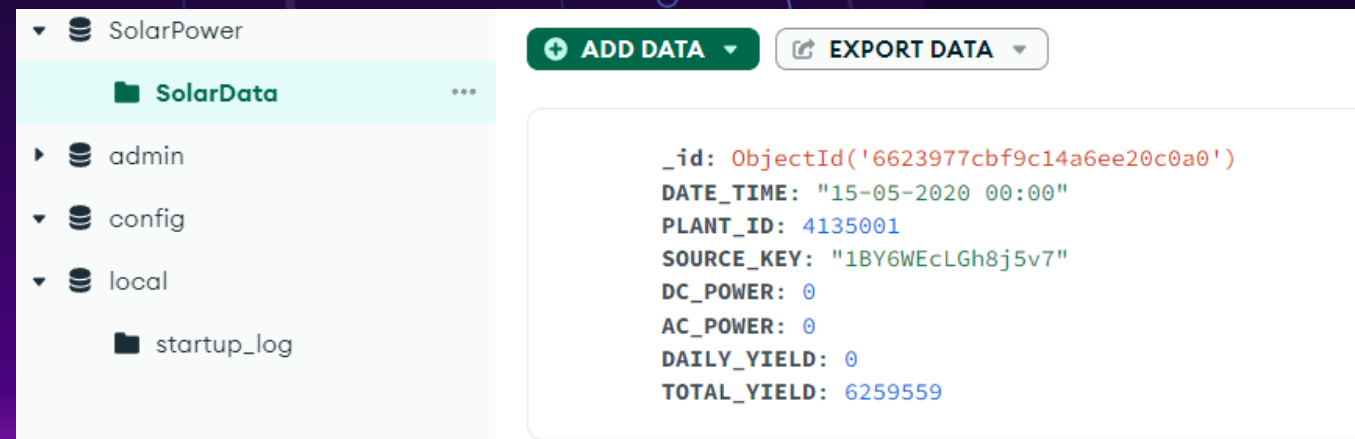 SolarPower
SolarData
admin
config
local
startup_log
ADD DATA
EXPORT DATA
_id: ObjectId('6623977cbf9c14a6ee20c0a0')
DATE_TIME: "15-05-2020 00:00"
PLANT_ID: 4135001
SOURCE_KEY: "1BY6WEcLGh8j5v7"
DC_POWER: 0
AC_POWER: 0
DAILY_YIELD: 0
TOTAL_YIELD: 6259559